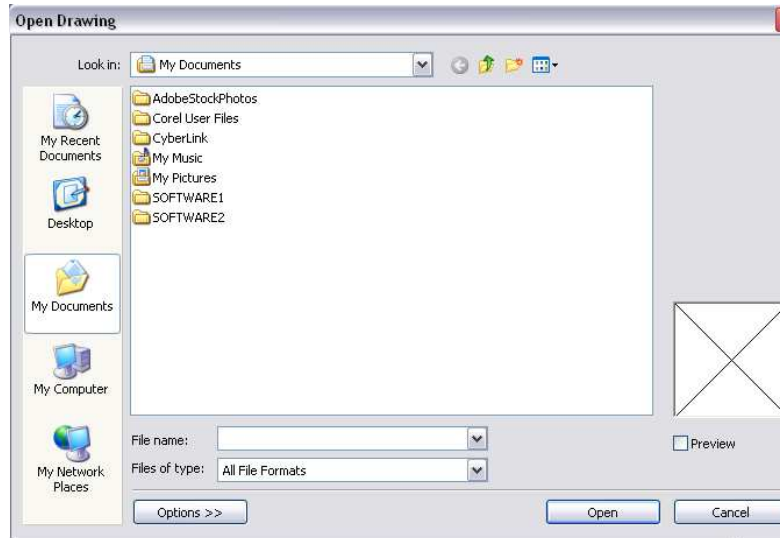 Open Drawing
Look in:
My Documents
My Recent
Documents
Desktop
My Documents
My Computer
My Network
Places
AdobeStockPhotos
Corel User Files
CyberLink
My Music
My Pictures
SOFTWARE1
SOFTWARE2
File name:
Files of type:
All File Formats
Preview
Options >>
Open
Cancel